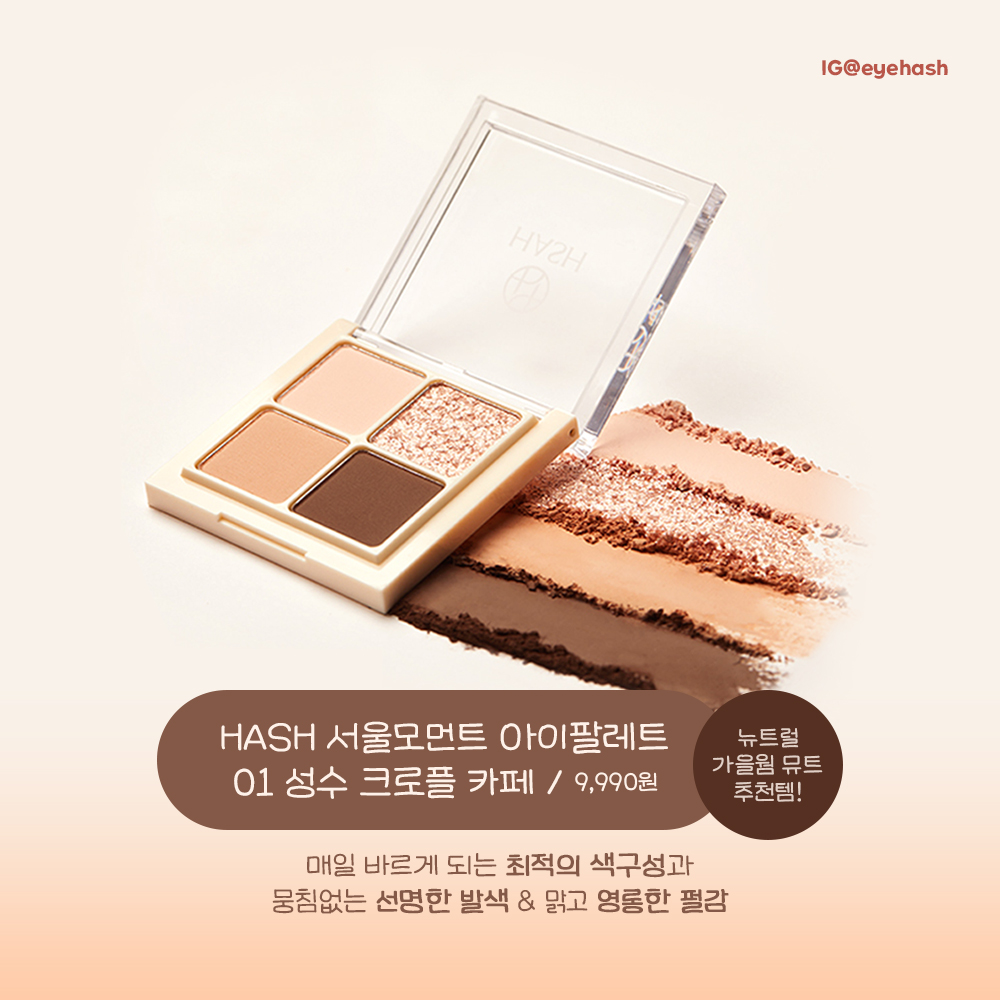 IG@eyehash
HASH
HASH 서울모먼트 아이팔레트
01 성수 크로플 카페 / 9,990원
뉴트럴
가을웜 뮤트
추천템!
매일 바르게 되는 최적의 색구성과
뭉침없는 선명한 발색 & 맑고 영롱한 펄감